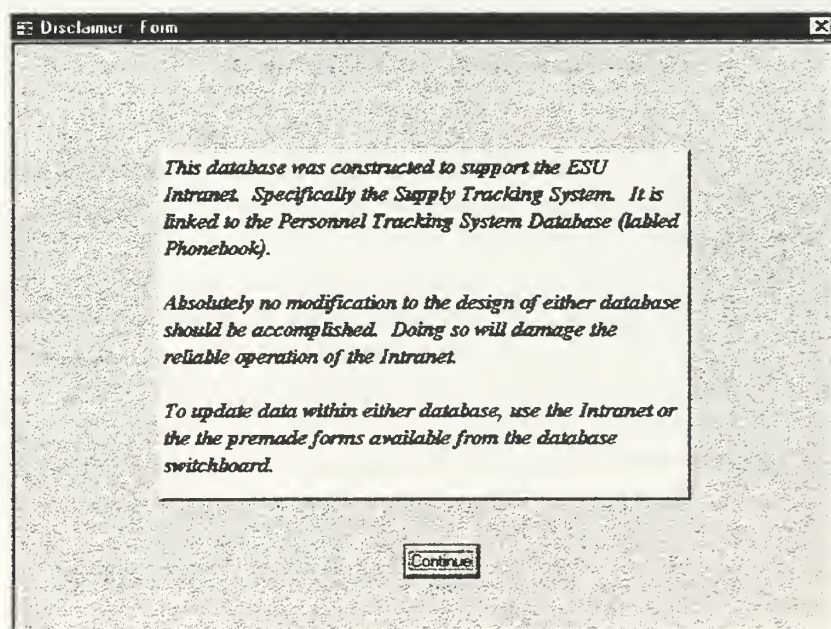 Disclaimer : Form
This database was constructed to support the ESU
Intranet. Specifically the Supply Tracking System. It is
linked to the Personnel Tracking System Database (labled
Phonebook).
Absolutely no modification to the design of either database
should be accomplished. Doing so will damage the
reliable operation of the Intranet.
To update data within either database, use the Intranet or
the the premade forms available from the database
switchboard.
Continue